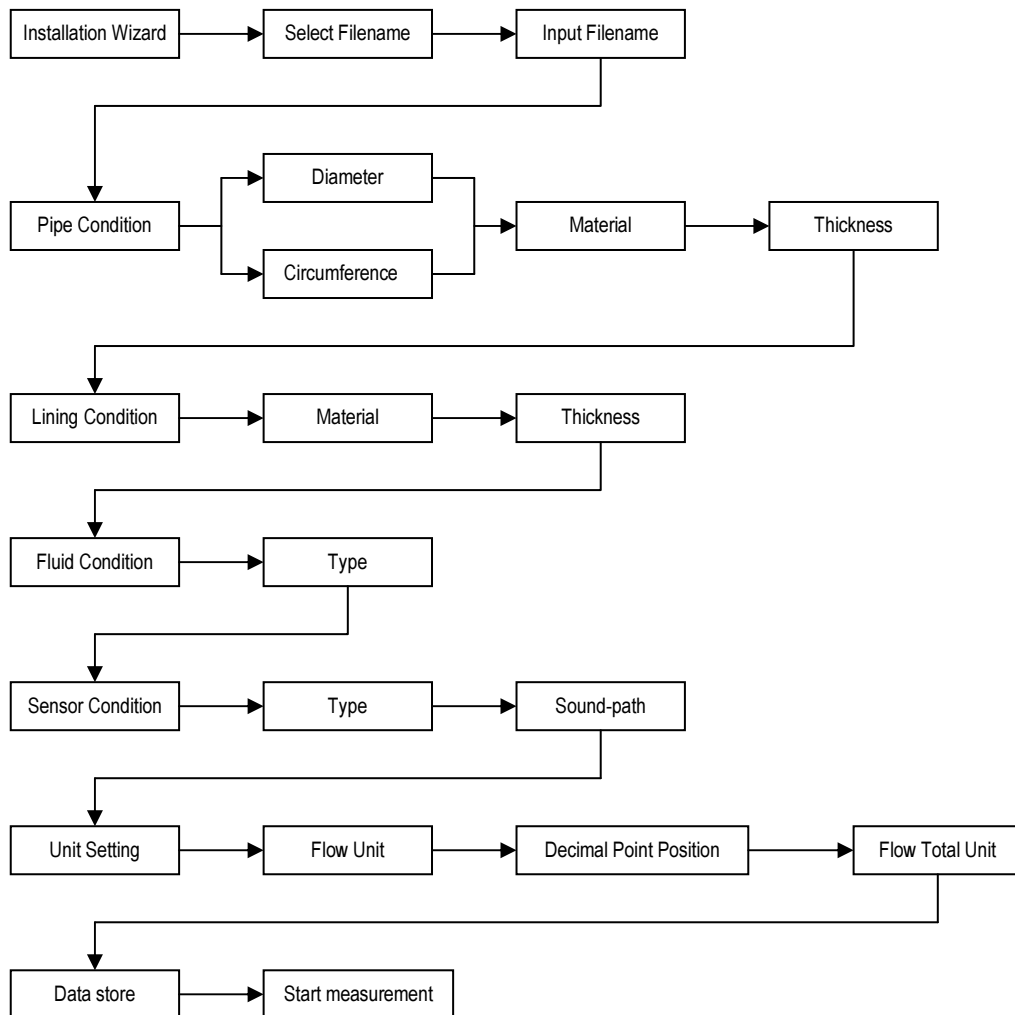 Installation Wizard
Select Filename
Input Filename
Diameter
Pipe Condition
Material
Thickness
Circumference
Lining Condition
Material
Thickness
Fluid Condition
Type
Sensor Condition
Type
Sound-path
Unit Setting
Flow Unit
Decimal Point Position
Flow Total Unit
Data store
Start measurement